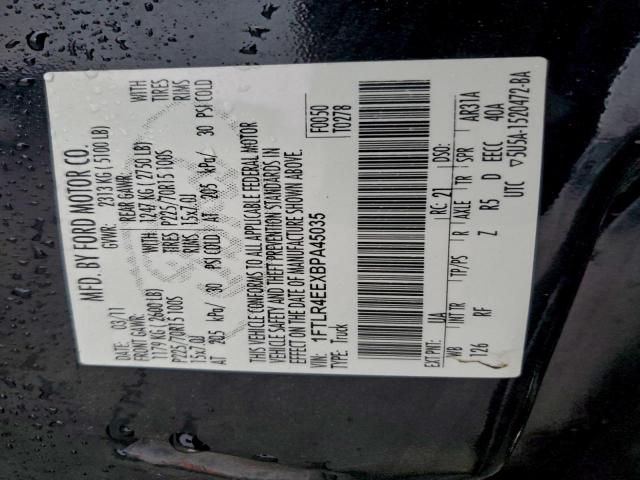 MFD. BY FORD MOTOR CO.
DATE: 03/11 GVWR: 2313 KG ( 5100 LB)
FRONT GAWR: REAR GAWR:
1179 KG ( 2600 LB) 1247 KG ( 2750 LB) WITH
P225/70R15 100S TIRES P225/70R15 100S TIRES
15x7.0J RIMS 15x7.0J RIMS
AT 205 kPa/ 30 PSI COLD AT 205 kPa/ 30 PSI COLD
THIS VEHICLE CONFORMS TO ALL APPLICABLE FEDERAL MOTOR
VEHICLE SAFETY AND THEFT PREVENTION STANDARDS IN
EFFECT ON THE DATE OF MANUFACTURE SHOWN ABOVE.
VIN: 1FTLR4EEXBPA45035 F0050
TYPE: Truck T0278
EXT PNT: UA RC: 21 DSO:
WB INT TR TP/PS R AXLE TR SPR AR31A
126 RF Z R5 D EECC 40A
UTC 5U5A-1520472-BA